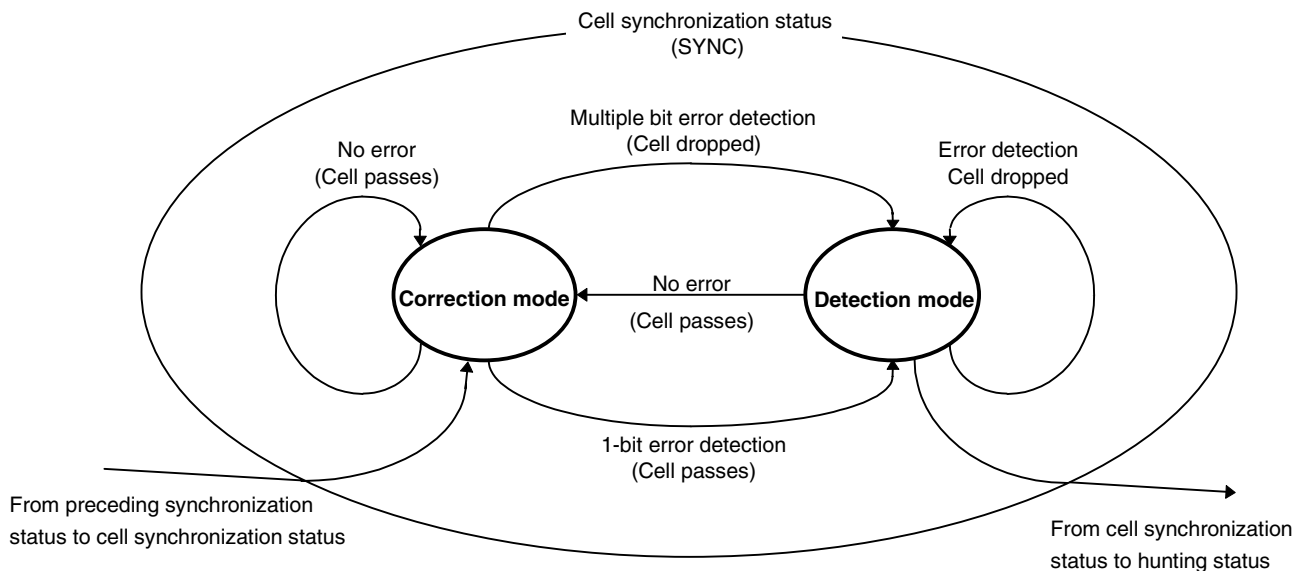 Cell synchronization status
(SYNC)
Multiple bit error detection
(Cell dropped)
No error
(Cell passes)
Error detection
Cell dropped
Correction mode
No error
(Cell passes)
Detection mode
1-bit error detection
(Cell passes)
From preceding synchronization
status to cell synchronization status
From cell synchronization
status to hunting status